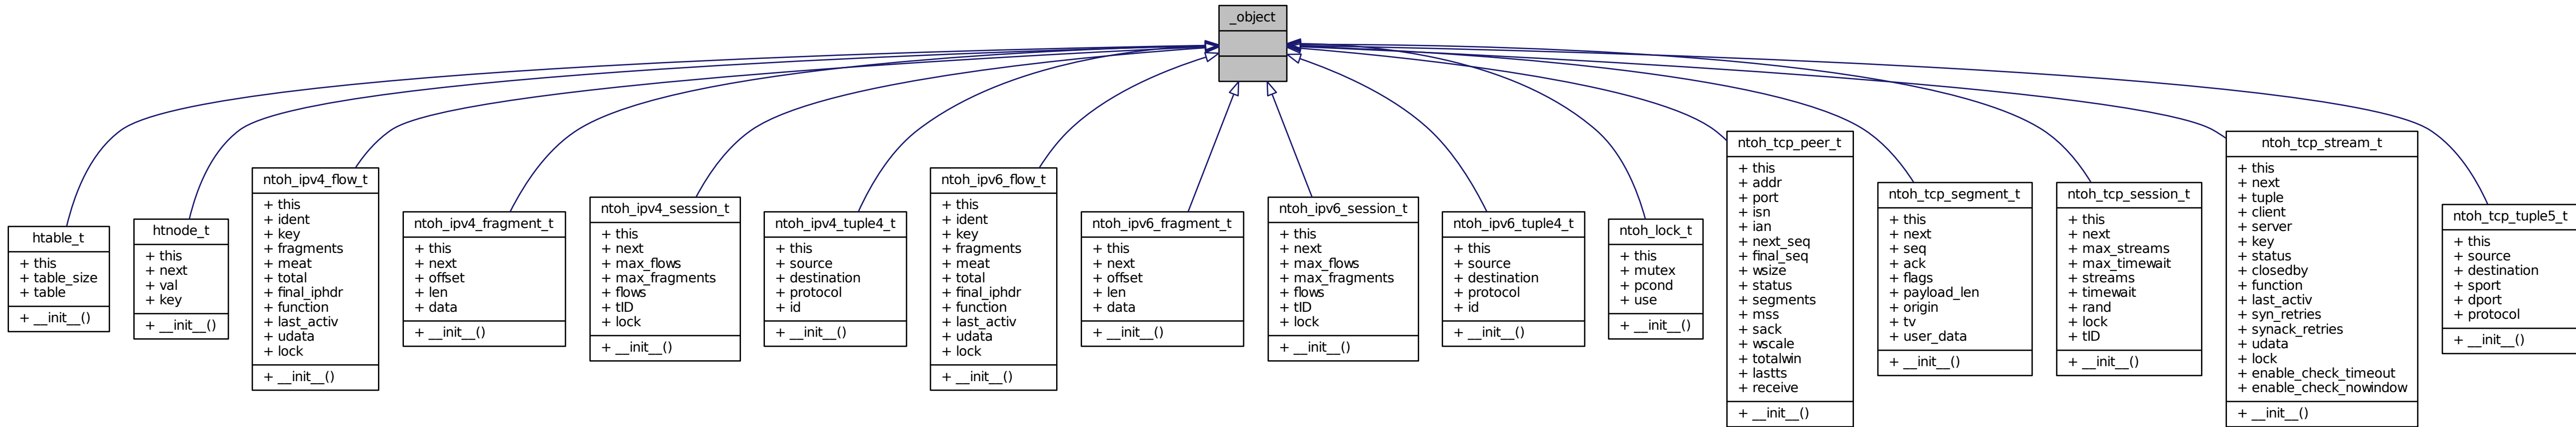 _object
htable_t
+ this
+ table_size
+ table
+ __init__()
htnode_t
+ this
+ next
+ val
+ key
+ __init__()
ntoh_ipv4_flow_t
+ this
+ ident
+ key
+ fragments
+ meat
+ total
+ final_iphdr
+ function
+ last_activ
+ udata
+ lock
+ __init__()
ntoh_ipv4_fragment_t
+ this
+ next
+ offset
+ len
+ data
+ __init__()
ntoh_ipv4_session_t
+ this
+ next
+ max_flows
+ max_fragments
+ flows
+ tID
+ lock
+ __init__()
ntoh_ipv4_tuple4_t
+ this
+ source
+ destination
+ protocol
+ id
+ __init__()
ntoh_ipv6_flow_t
+ this
+ ident
+ key
+ fragments
+ meat
+ total
+ final_iphdr
+ function
+ last_activ
+ udata
+ lock
+ __init__()
ntoh_ipv6_fragment_t
+ this
+ next
+ offset
+ len
+ data
+ __init__()
ntoh_ipv6_session_t
+ this
+ next
+ max_flows
+ max_fragments
+ flows
+ tID
+ lock
+ __init__()
ntoh_ipv6_tuple4_t
+ this
+ source
+ destination
+ protocol
+ id
+ __init__()
ntoh_lock_t
+ this
+ mutex
+ pcond
+ use
+ __init__()
ntoh_tcp_peer_t
+ this
+ addr
+ port
+ isn
+ ian
+ next_seq
+ final_seq
+ wsize
+ status
+ segments
+ mss
+ sack
+ wscale
+ totalwin
+ lastts
+ receive
+ __init__()
ntoh_tcp_segment_t
+ this
+ next
+ seq
+ ack
+ flags
+ payload_len
+ origin
+ tv
+ user_data
+ __init__()
ntoh_tcp_session_t
+ this
+ next
+ max_streams
+ max_timewait
+ streams
+ timewait
+ rand
+ lock
+ tID
+ __init__()
ntoh_tcp_stream_t
+ this
+ next
+ tuple
+ client
+ server
+ key
+ status
+ closedby
+ function
+ last_activ
+ syn_retries
+ synack_retries
+ udata
+ lock
+ enable_check_timeout
+ enable_check_nowindow
+ __init__()
ntoh_tcp_tuple5_t
+ this
+ source
+ destination
+ sport
+ dport
+ protocol
+ __init__()